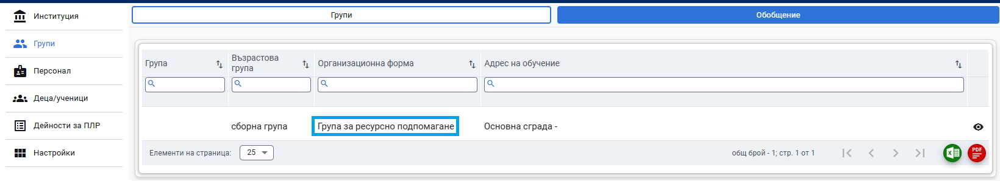 Институция
Групи
Персонал
Деца/ученици
Дейности за ПЛР
Настройки
Групи
Обобщение
Група
Възрастова група
Организационна форма
Адрес на обучение
сборна група
Група за ресурсно подпомагане
Основна сграда -
Елементи на страница:
25
общ брой - 1; стр. 1 от 1
PDF